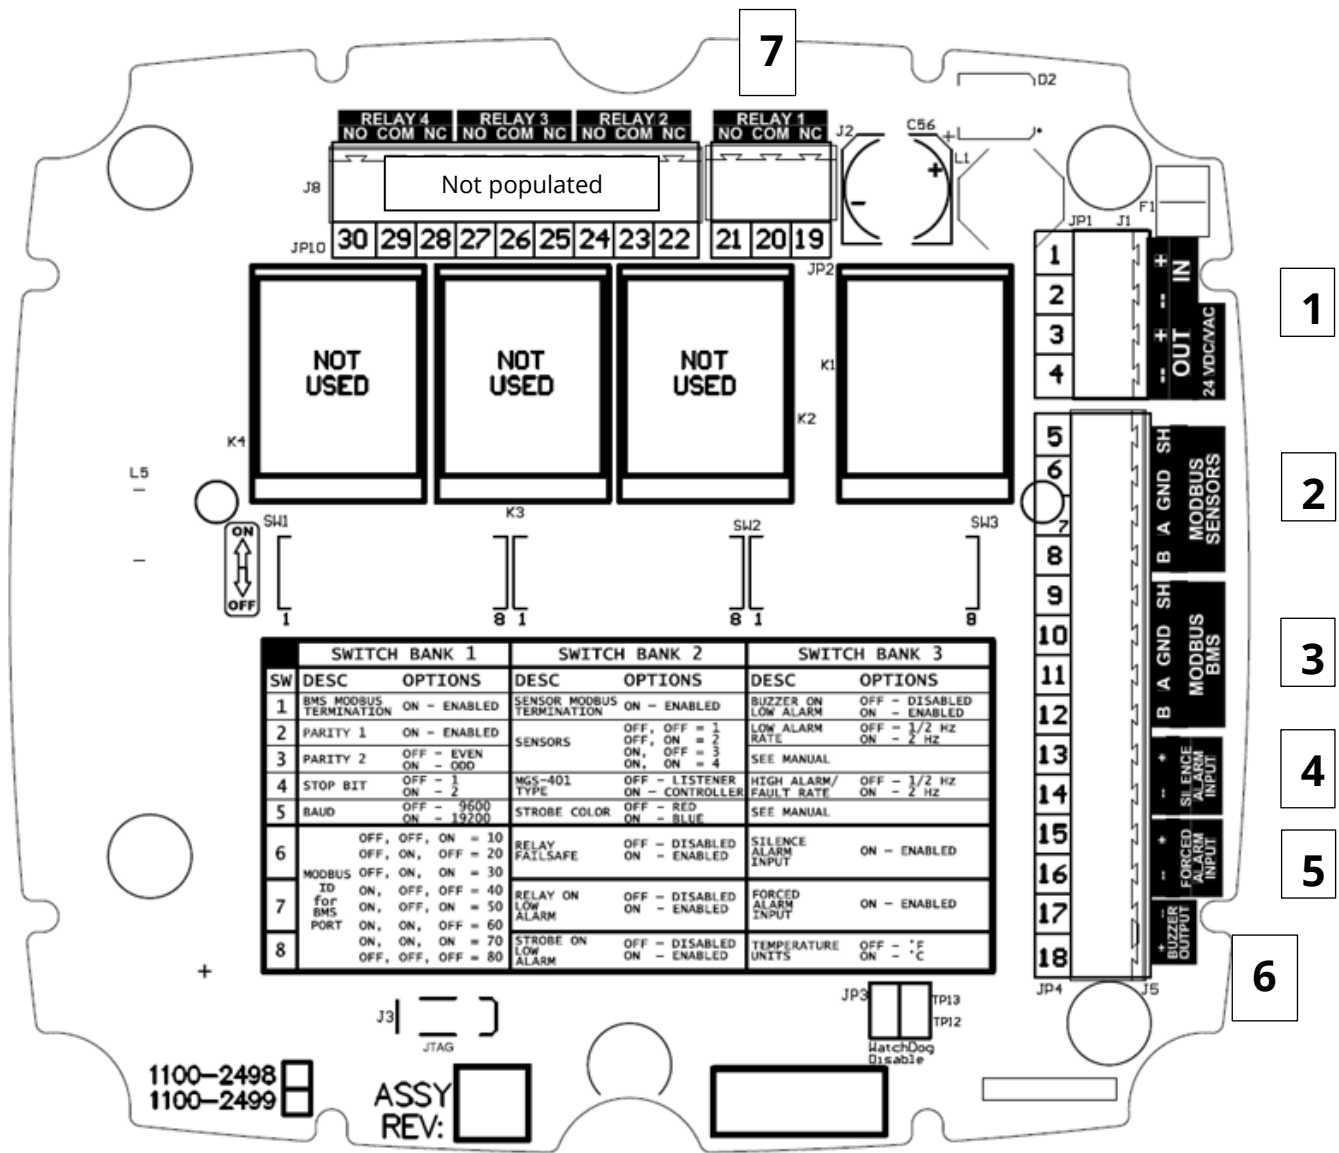 7
D2
RELAY 4 RELAY 3 RELAY 2 RELAY 1
NO COM NC NO COM NC NO COM NC NO COM NC
J2 C56
+ L1
+
−
J8 Not populated
F1
JP1 J1
JP10 30 29 28 27 26 25 24 23 22 21 20 19
JP2
1 + IN
2 --
3 + OUT
4 --
24 VDC/VAC
1
NOT USED
NOT USED
NOT USED
K1
K2
K4
K3
L5
5 SH
6 GND
7 A
8 B
MODBUS SENSORS
2
SW1 SW2 SW3
ON
OFF
1 8 1 8 1 8
9 SH
10 GND
11 A
12 B
MODBUS BMS
3
13 +
14 --
SILENCE ALARM INPUT
4
15 +
16 --
FORCED ALARM INPUT
5
17 --
18 +
BUZZER OUTPUT
6
SWITCH BANK 1 SWITCH BANK 2 SWITCH BANK 3
SW DESC OPTIONS DESC OPTIONS DESC OPTIONS
1 BMS MODBUS TERMINATION ON - ENABLED SENSOR MODBUS TERMINATION ON - ENABLED BUZZER ON LOW ALARM OFF - DISABLED ON - ENABLED
2 PARITY 1 ON - ENABLED SENSORS OFF, OFF = 1 OFF, ON = 2 ON, OFF = 3 ON, ON = 4 LOW ALARM RATE OFF - 1/2 Hz ON - 2 Hz
3 PARITY 2 OFF - EVEN ON - ODD SEE MANUAL
4 STOP BIT OFF - 1 ON - 2 MGS-401 TYPE OFF - LISTENER ON - CONTROLLER HIGH ALARM/ FAULT RATE OFF - 1/2 Hz ON - 2 Hz
5 BAUD OFF - 9600 ON - 19200 STROBE COLOR OFF - RED ON - BLUE SEE MANUAL
6 7 8 MODBUS ID for BMS PORT
OFF, OFF, ON = 10
OFF, ON, OFF = 20
OFF, ON, ON = 30
ON, OFF, OFF = 40
ON, OFF, ON = 50
ON, ON, OFF = 60
ON, ON, ON = 70
OFF, OFF, OFF = 80
RELAY FAILSAFE OFF - DISABLED ON - ENABLED SILENCE ALARM INPUT ON - ENABLED
RELAY ON LOW ALARM OFF - DISABLED ON - ENABLED FORCED ALARM INPUT ON - ENABLED
STROBE ON LOW ALARM OFF - DISABLED ON - ENABLED TEMPERATURE UNITS OFF - °F ON - °C
+
JP4 J5
J3
JTAG
JP3 TP13
TP12
WatchDog
Disable
1100-2498
1100-2499
ASSY
REV: